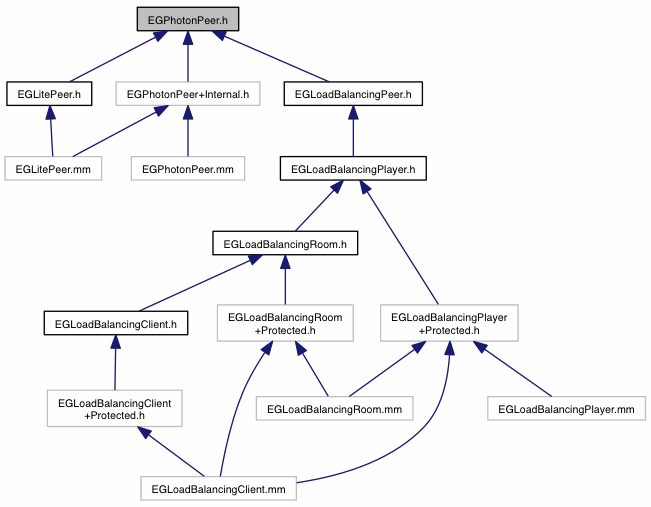 EGPhotonPeer.h
EGLitePeer.h
EGPhotonPeer+Internal.h
EGLoadBalancingPeer.h
EGLitePeer.mm
EGPhotonPeer.mm
EGLoadBalancingPlayer.h
EGLoadBalancingRoom.h
EGLoadBalancingClient.h
EGLoadBalancingRoom
+Protected.h
EGLoadBalancingPlayer
+Protected.h
EGLoadBalancingClient
+Protected.h
EGLoadBalancingRoom.mm
EGLoadBalancingPlayer.mm
EGLoadBalancingClient.mm